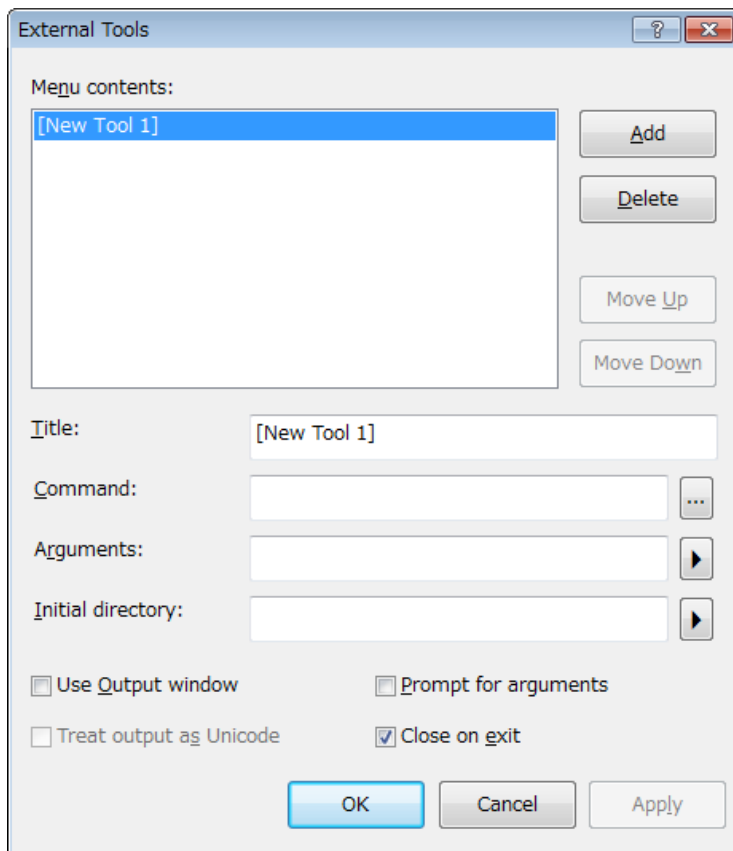 External Tools
Menu contents:
[New Tool 1]
Add
Delete
Move Up
Move Down
Title:
[New Tool 1]
Command:
...
Arguments:
Initial directory:
Use Output window
Prompt for arguments
Treat output as Unicode
Close on exit
OK
Cancel
Apply